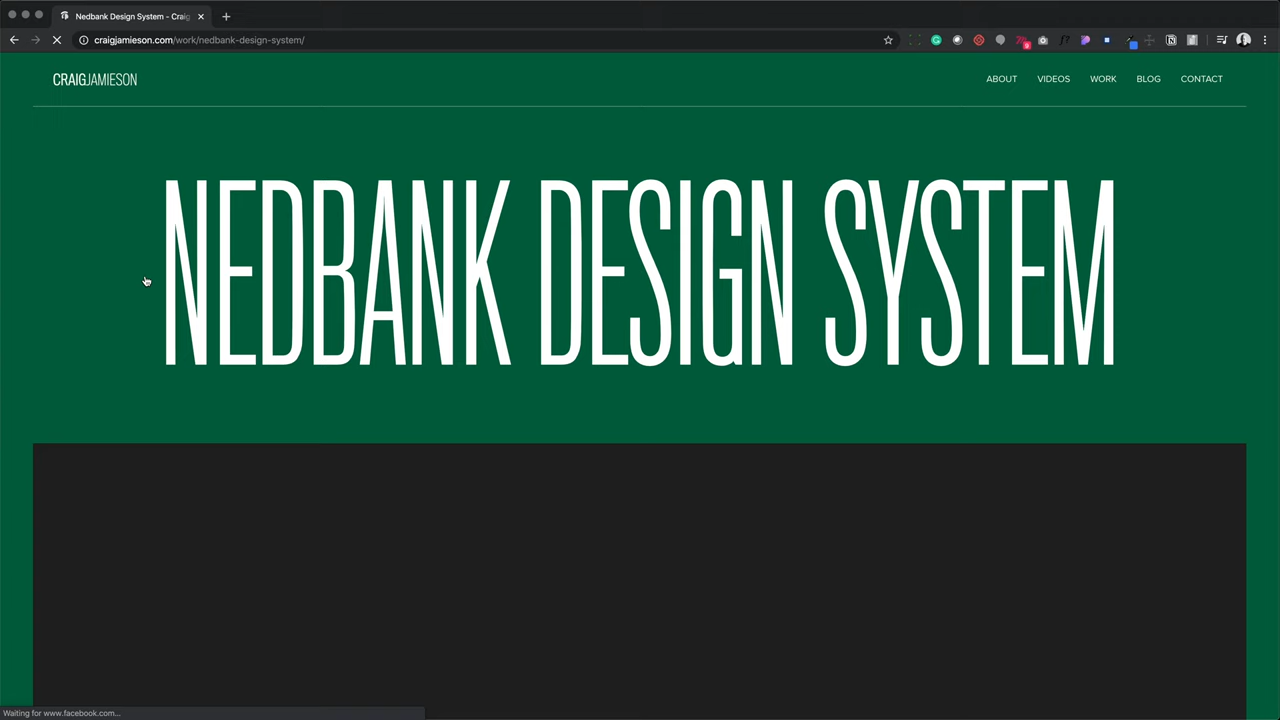 Nedbank Design System - Craig
craigjamieson.com/work/nedbank-design-system/
CRAIGJAMIESON
ABOUT VIDEOS WORK BLOG CONTACT
NEDBANK DESIGN SYSTEM
Waiting for www.facebook.com...